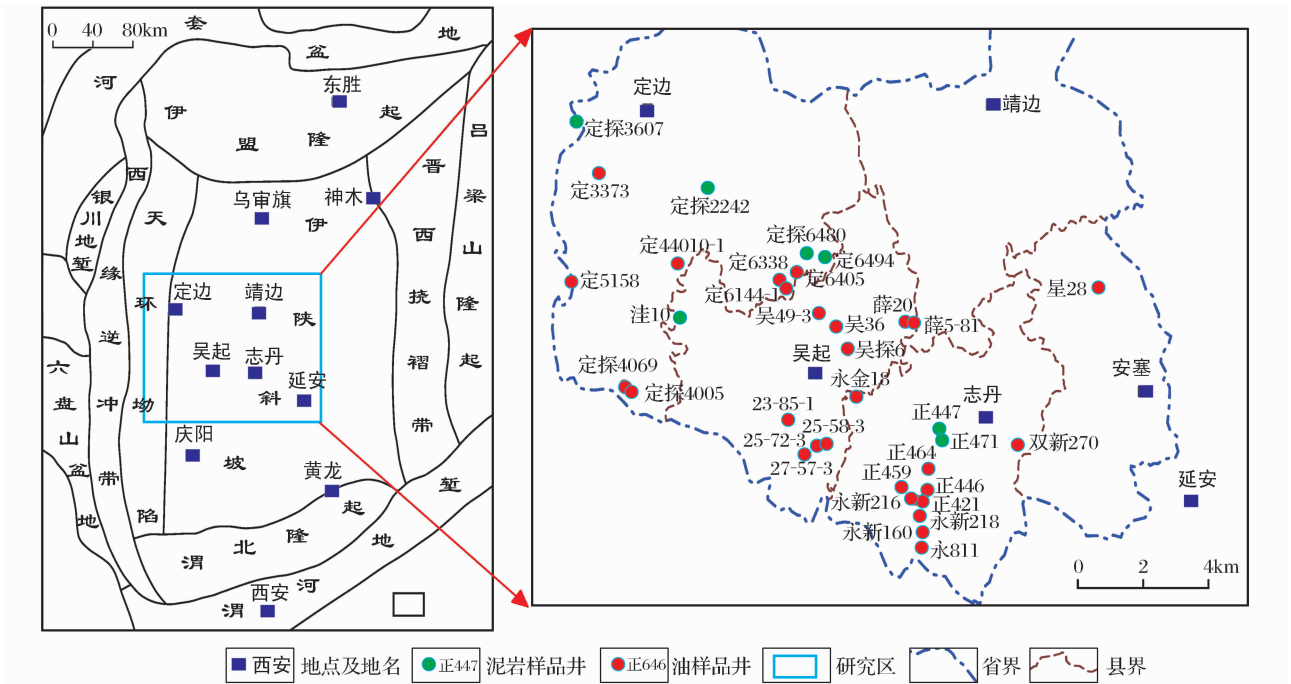 0 40 80km
套
盆
地
河
东胜
伊
盟
隆
起
吕
梁
山
隆
起
晋
西
挠
褶
带
银
川
地
堑
西
缘
逆
冲
带
天
环
坳
陷
乌审旗
神木
伊
陕
斜
坡
定边
靖边
吴起
志丹
延安
庆阳
黄龙
六
盘
山
盆
地
渭
北
隆
起
渭
河
地
堑
西安
定边
靖边
定探3607
定3373
定探2242
定44010-1
定探6480
定6494
定6338
定6405
定6144-1
定5158
洼10
吴49-3
吴36
薛20
薛5-81
星28
吴起
吴探6
定探4069
定探4005
永金18
安塞
志丹
23-85-1
25-58-3
25-72-3
27-57-3
正447
正471
双新270
正464
正459
正446
永新216
正421
永新218
永新160
永811
延安
0 2 4km
西安 地点及地名 正447 泥岩样品井 正646 油样品井 研究区 省界 县界